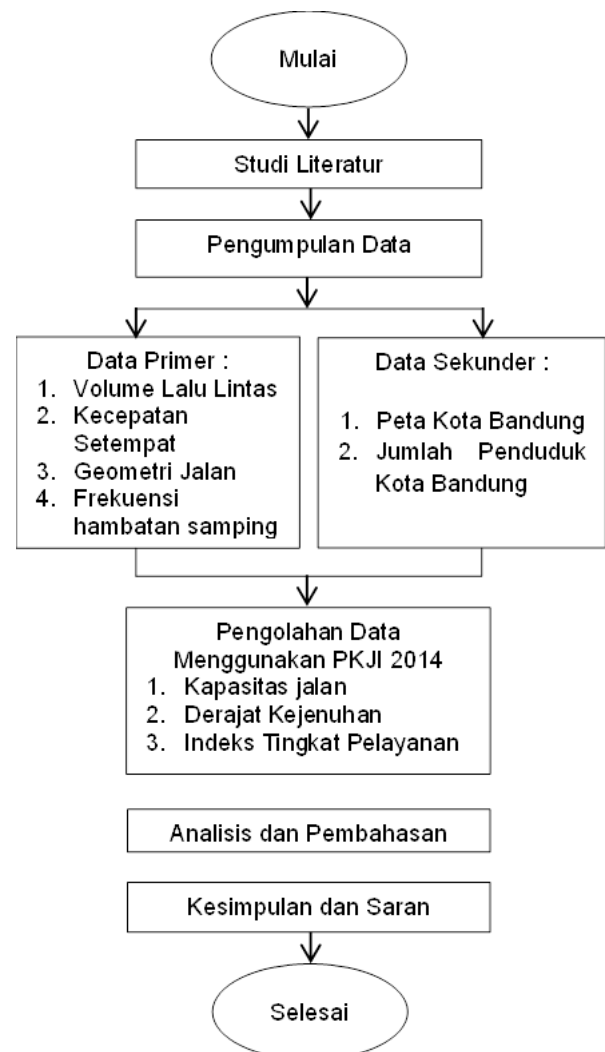 Mulai
Studi Literatur
Pengumpulan Data
Data Primer :
1. Volume Lalu Lintas
2. Kecepatan
Setempat
3. Geometri Jalan
4. Frekuensi
hambatan samping
Data Sekunder :
1. Peta Kota Bandung
2. Jumlah Penduduk
Kota Bandung
Pengolahan Data
Menggunakan PKJI 2014
1. Kapasitas jalan
2. Derajat Kejenuhan
3. Indeks Tingkat Pelayanan
Analisis dan Pembahasan
Kesimpulan dan Saran
Selesai